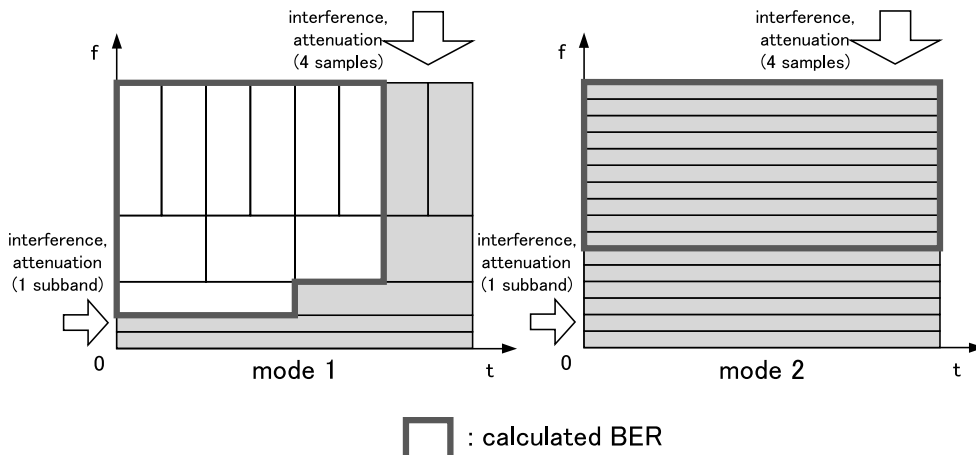 interference,
attenuation
(4 samples)
f
interference,
attenuation
(1 subband)
0
mode 1
t
interference,
attenuation
(4 samples)
f
interference,
attenuation
(1 subband)
0
mode 2
t
: calculated BER